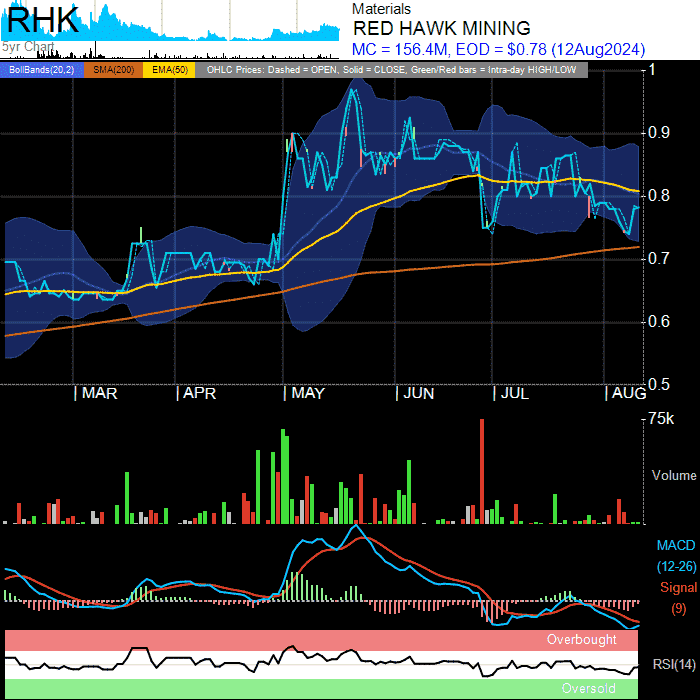 RHK
5yr Chart
Materials
RED HAWK MINING
MC = 156.4M, EOD = $0.78 (12Aug2024)
BollBands(20,2) SMA(200) EMA(50) OHLC Prices: Dashed = OPEN, Solid = CLOSE, Green/Red bars = Intra-day HIGH/LOW
1
0.9
0.8
0.7
0.6
0.5
| MAR | APR | MAY | JUN | JUL | AUG
75k
Volume
MACD
(12-26)
Signal
(9)
Overbought
RSI(14)
Oversold